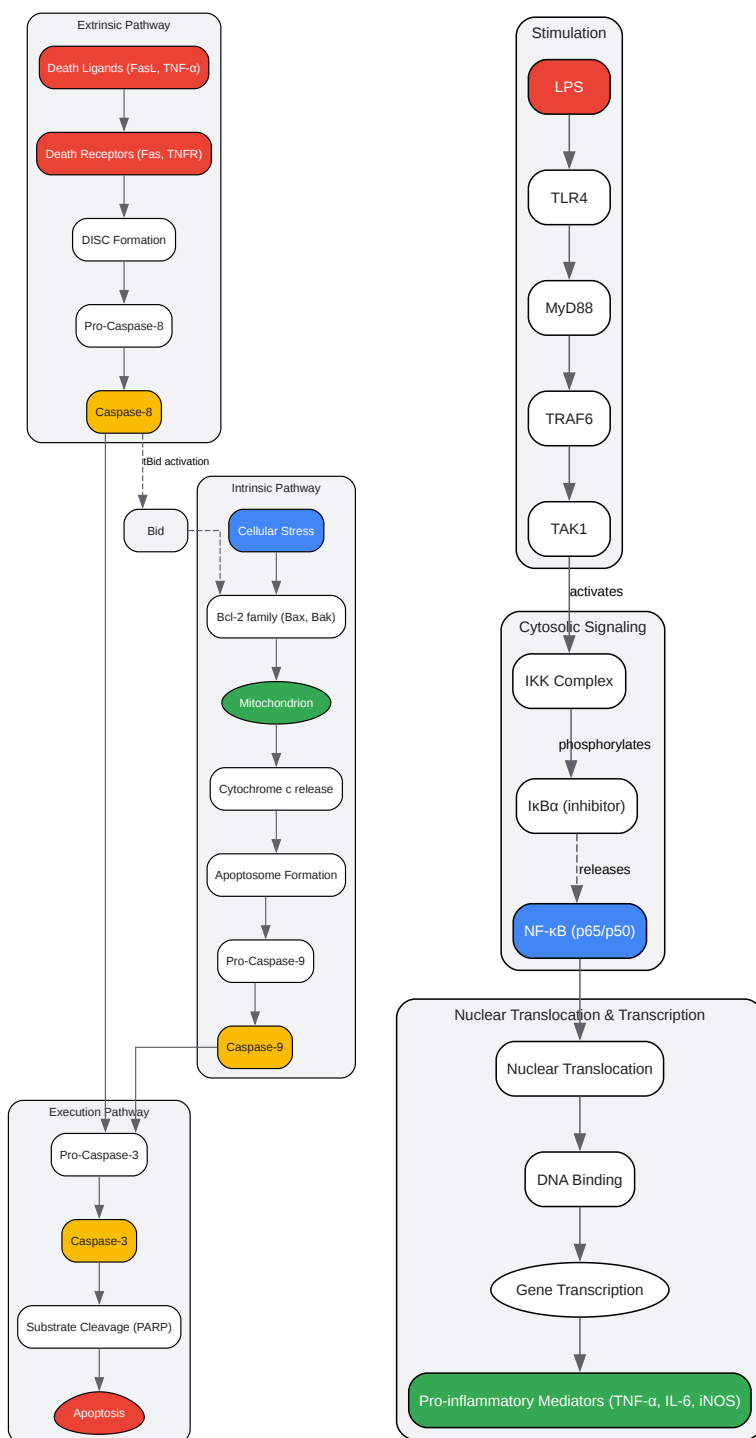 Extrinsic Pathway
Death Ligands (FasL, TNF-α)
Death Receptors (Fas, TNFR)
DISC Formation
Pro-Caspase-8
Caspase-8
tBid activation
Bid
Intrinsic Pathway
Cellular Stress
Bcl-2 family (Bax, Bak)
Mitochondrion
Cytochrome c release
Apoptosome Formation
Pro-Caspase-9
Caspase-9
Execution Pathway
Pro-Caspase-3
Caspase-3
Substrate Cleavage (PARP)
Apoptosis
Stimulation
LPS
TLR4
MyD88
TRAF6
TAK1
activates
Cytosolic Signaling
IKK Complex
phosphorylates
IκBα (inhibitor)
releases
NF-κB (p65/p50)
Nuclear Translocation & Transcription
Nuclear Translocation
DNA Binding
Gene Transcription
Pro-inflammatory Mediators (TNF-α, IL-6, iNOS)